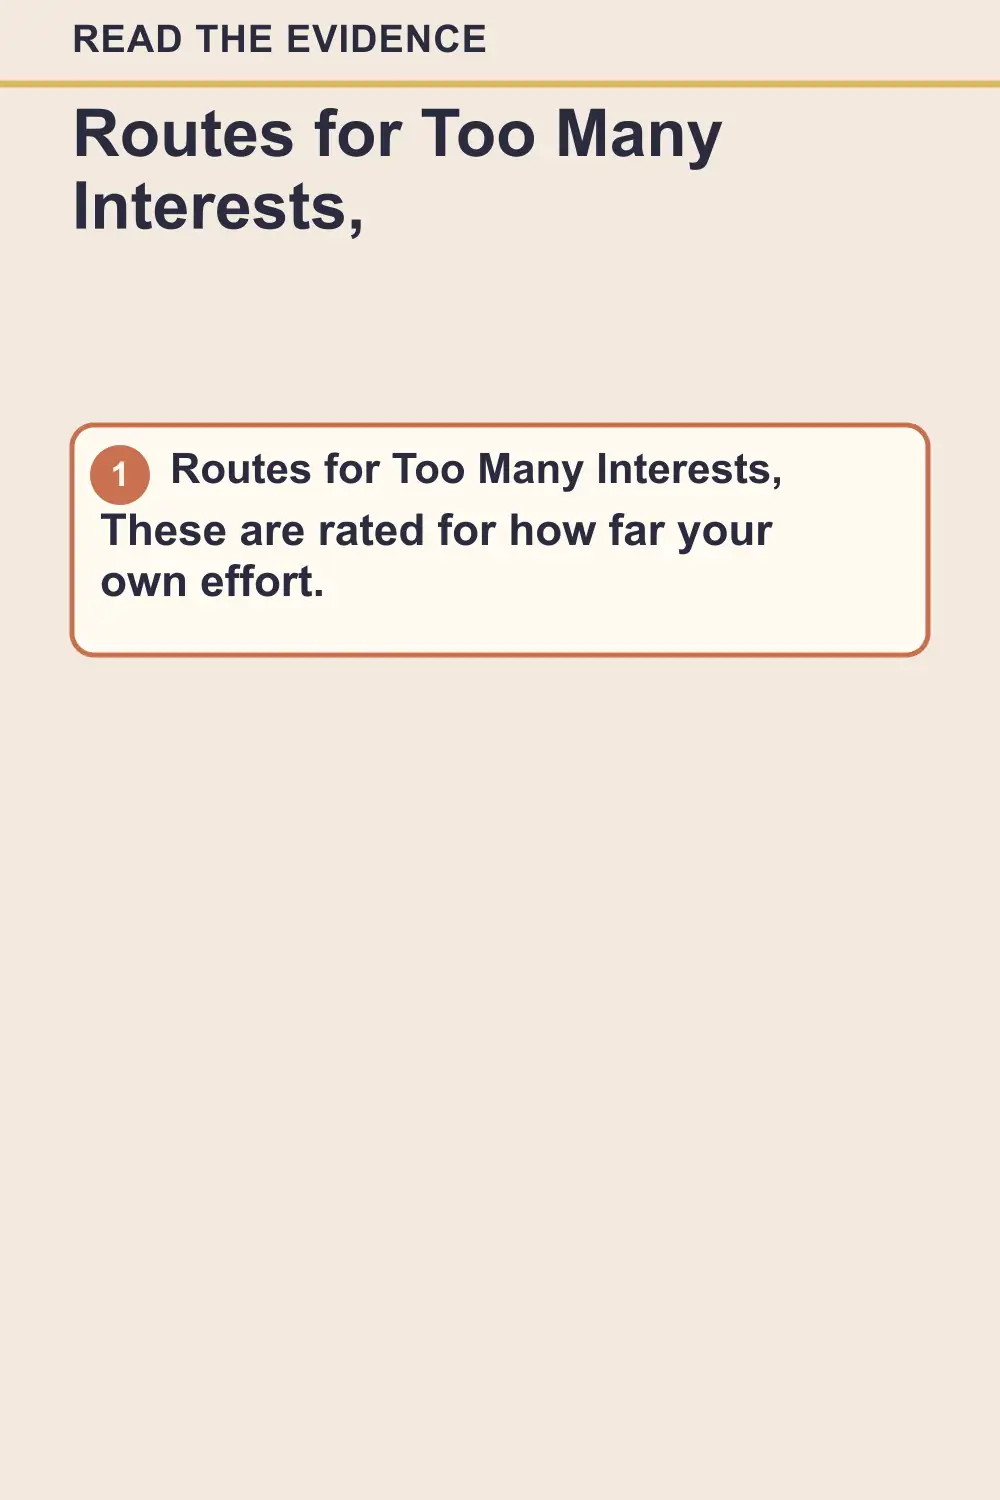 READ THE EVIDENCE
Routes for Too Many
Interests,
1 Routes for Too Many Interests,
These are rated for how far your
own effort.